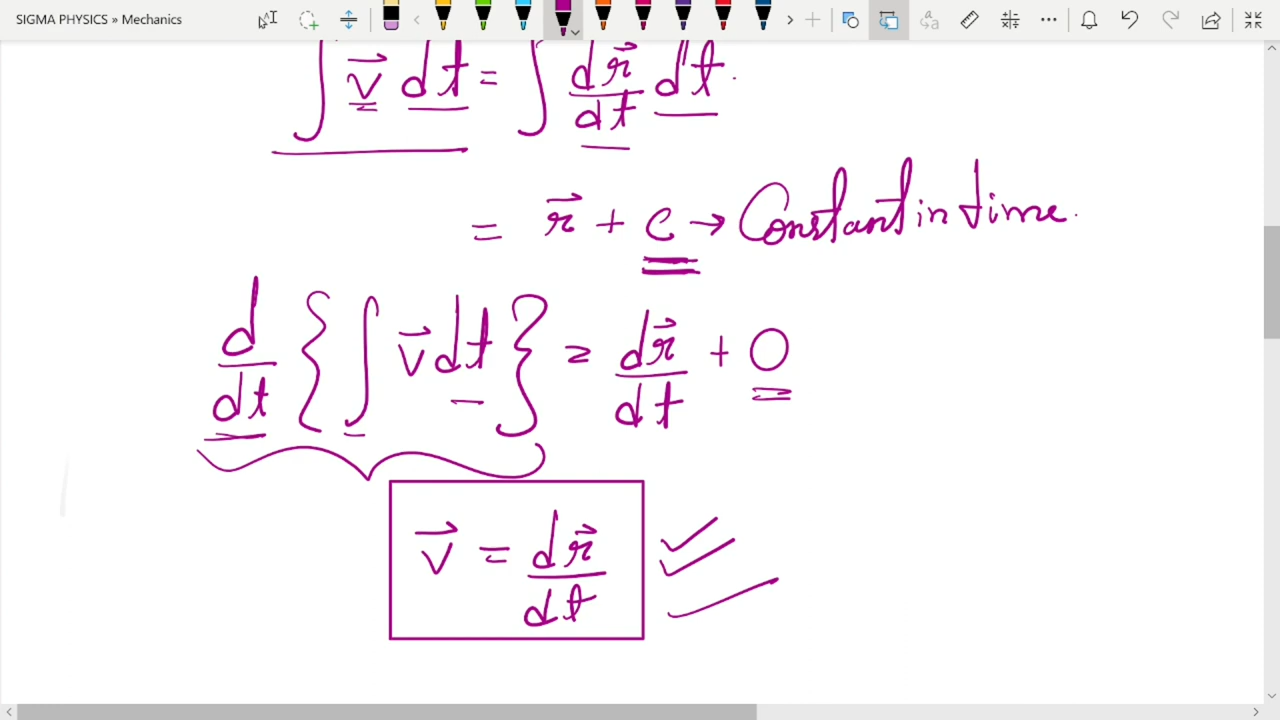 SIGMA PHYSICS » Mechanics
∫ v⃗ dt = ∫ dr⃗/dt dt.
= r⃗ + c → Constant in time.
d/dt { ∫ v⃗ dt } = dr⃗/dt + 0
v⃗ = dr⃗/dt